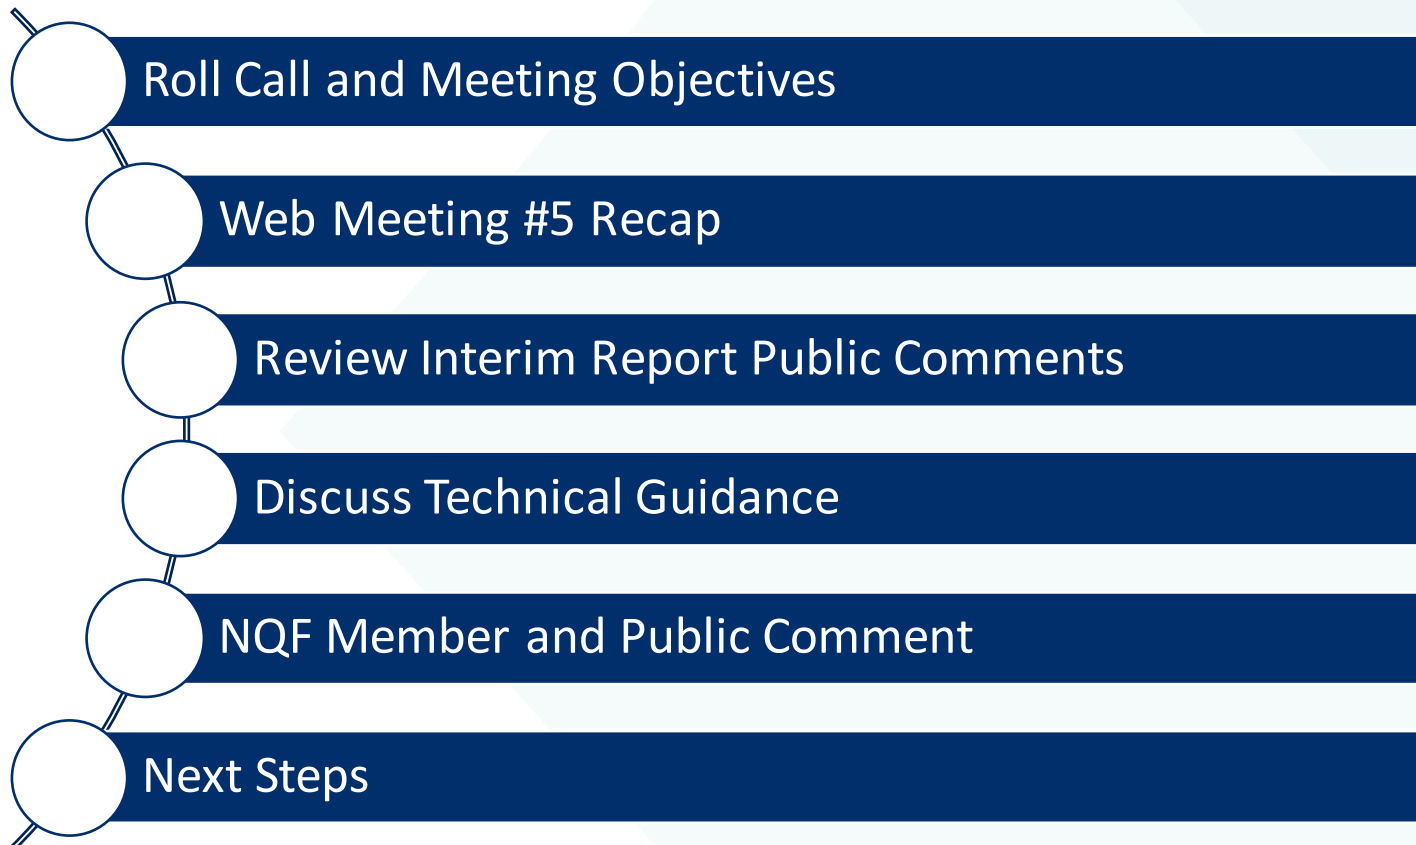 Roll Call and Meeting Objectives
Web Meeting #5 Recap
Review Interim Report Public Comments
Discuss Technical Guidance
NQF Member and Public Comment
Next Steps